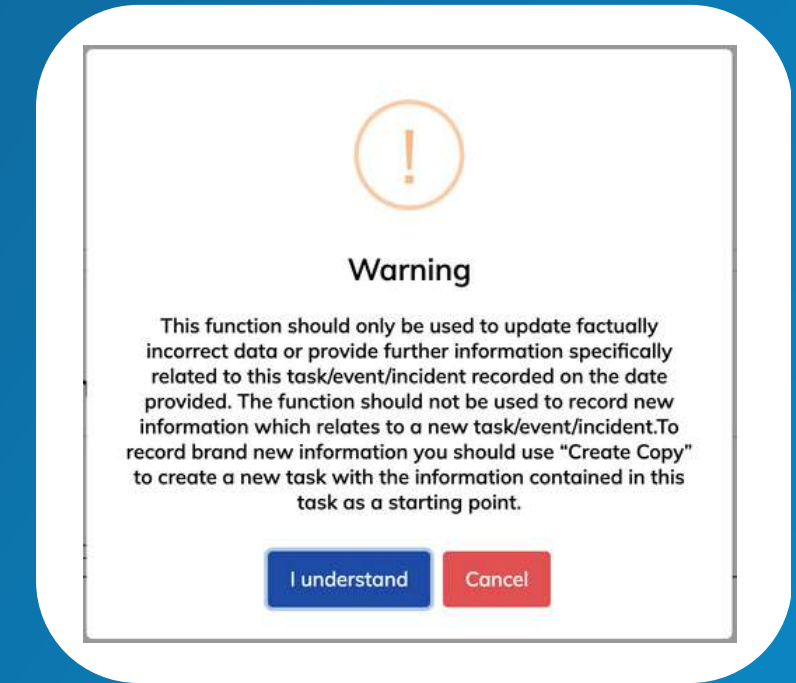 !
Warning
This function should only be used to update factually
incorrect data or provide further information specifically
related to this task/event/incident recorded on the date
provided. The function should not be used to record new
information which relates to a new task/event/incident.To
record brand new information you should use “Create Copy”
to create a new task with the information contained in this
task as a starting point.
I understand
Cancel